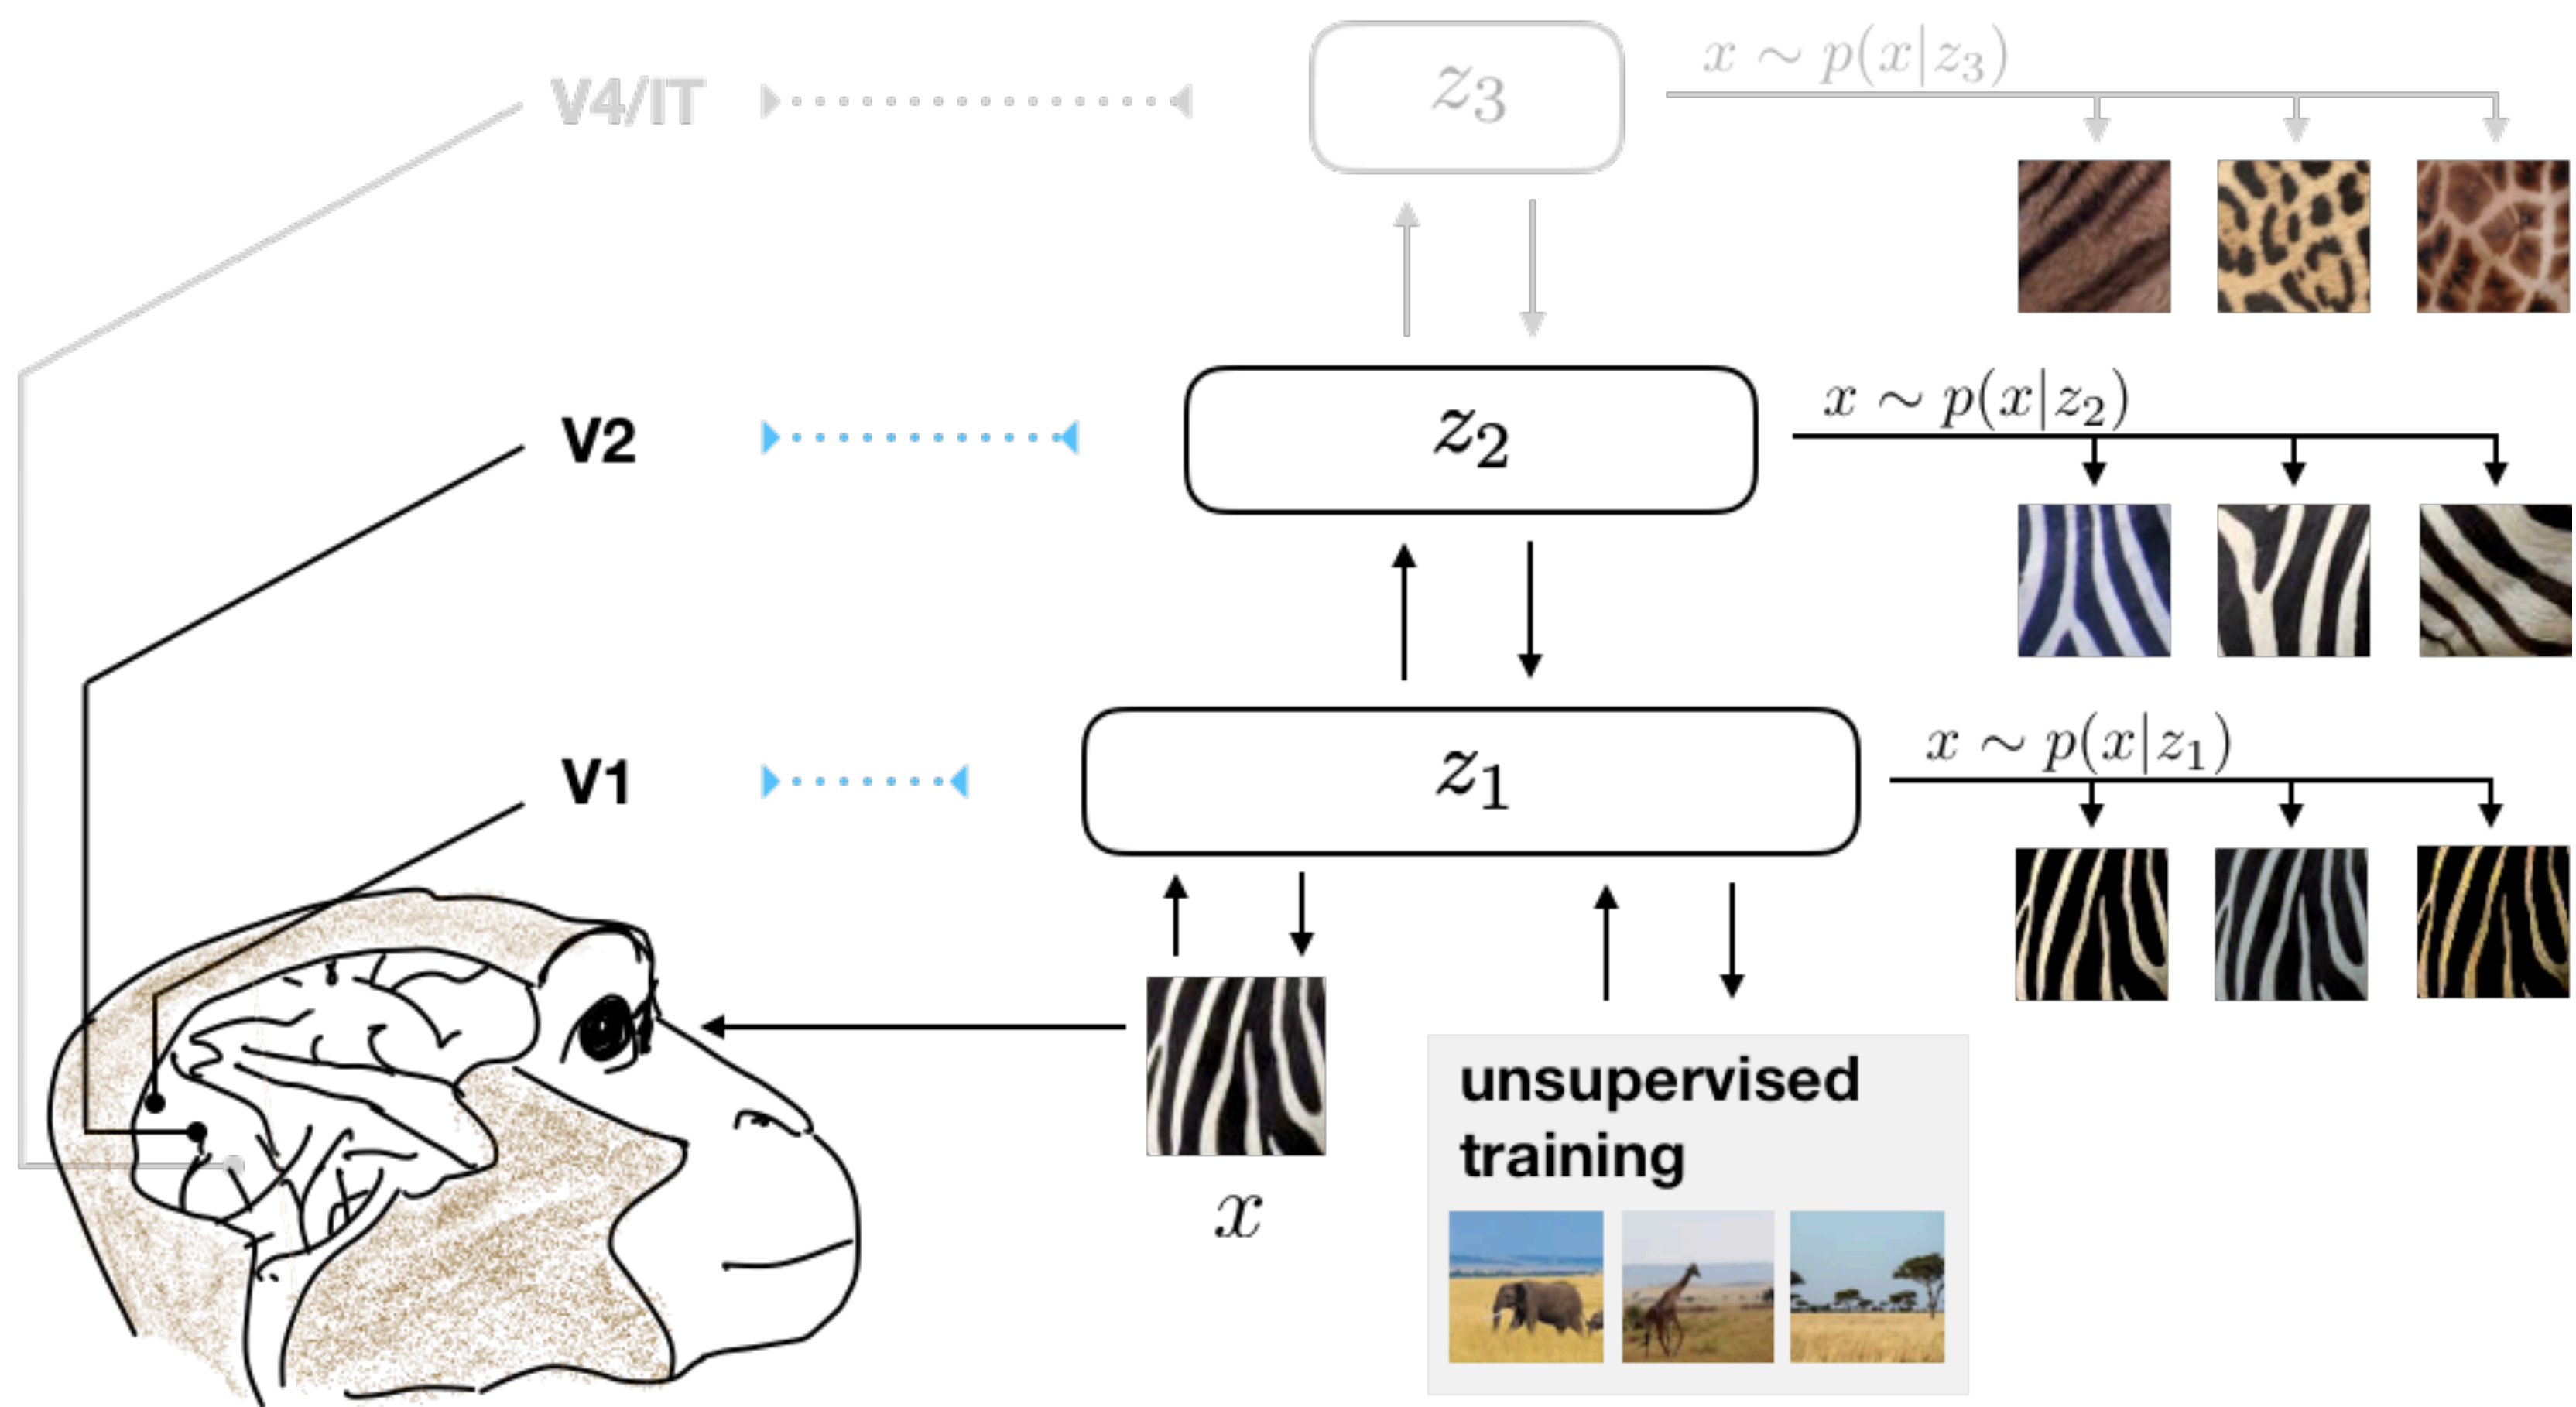 V4/IT
z₃
x ∼ p(x|z₃)
V2
z₂
x ∼ p(x|z₂)
V1
z₁
x ∼ p(x|z₁)
x
unsupervised
training